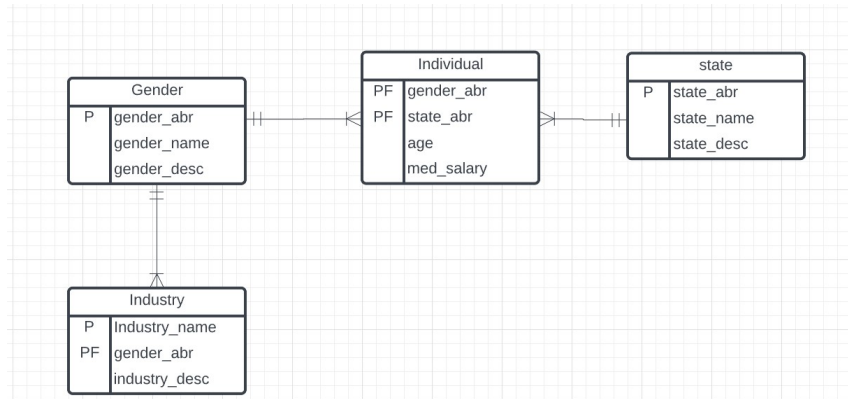 Gender
P gender_abr
gender_name
gender_desc
Individual
PF gender_abr
PF state_abr
age
med_salary
state
P state_abr
state_name
state_desc
Industry
P Industry_name
PF gender_abr
industry_desc